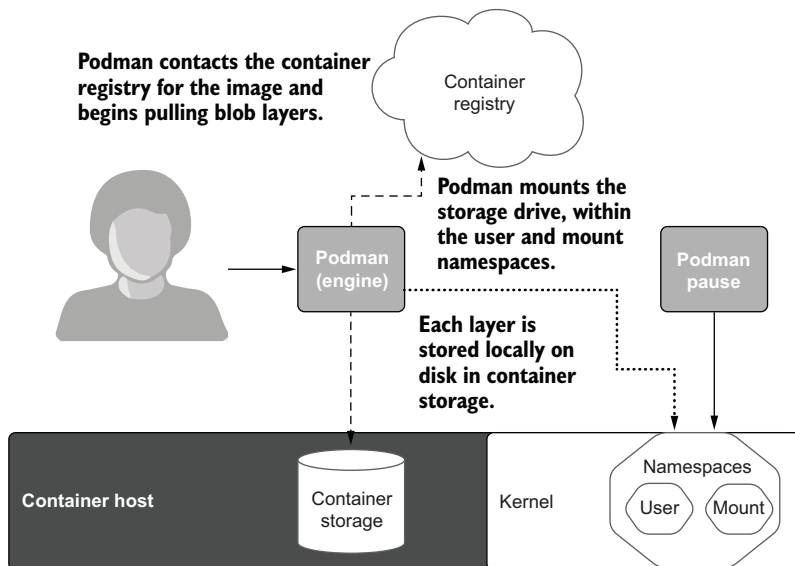 Podman contacts the container
registry for the image and
begins pulling blob layers.
Container
registry
Podman mounts the
storage drive, within
the user and mount
namespaces.
Podman
(engine)
Podman
pause
Each layer is
stored locally on
disk in container
storage.
Container host
Container
storage
Kernel
Namespaces
User
Mount